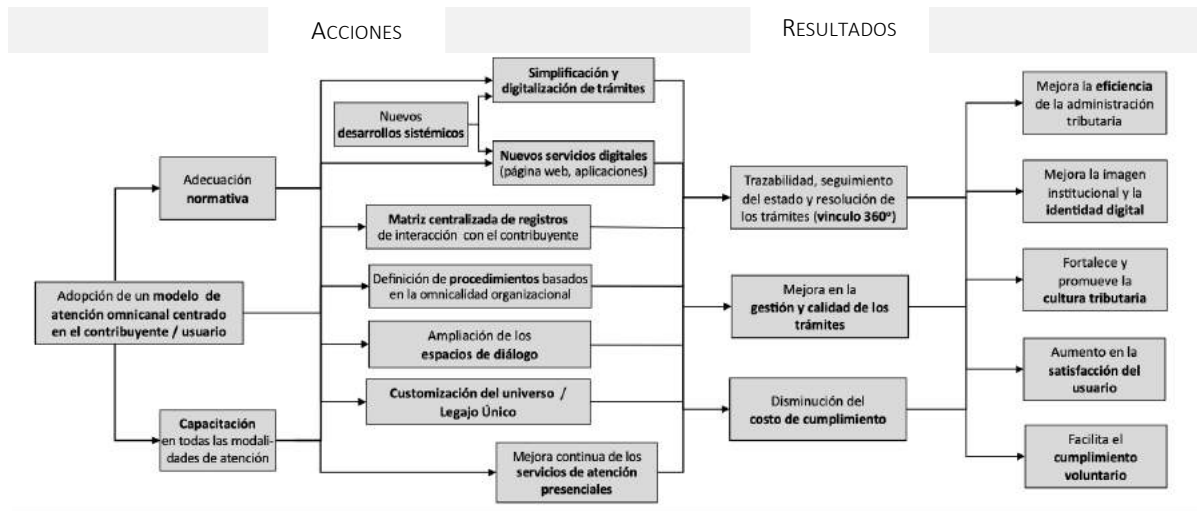 ACCIONES
RESULTADOS
Simplificación y
digitalización de trámites
Nuevos
desarrollos sistémicos
Nuevos servicios digitales
(página web, aplicaciones)
Adecuación
normativa
Matriz centralizada de registros
de interacción con el contribuyente
Adopción de un modelo de
atención omnicanal centrado
en el contribuyente / usuario
Definición de procedimientos basados
en la omnicalidad organizacional
Ampliación de los
espacios de diálogo
Customización del universo /
Legajo Único
Capacitación
en todas las modali-
dades de atención
Mejora continua de los
servicios de atención
presenciales
Trazabilidad, seguimiento
del estado y resolución de
los trámites (vinculo 360º)
Mejora en la
gestión y calidad de los
trámites
Disminución del
costo de cumplimiento
Mejora la eficiencia
de la administración
tributaria
Mejora la imagen
institucional y la
identidad digital
Fortalece y
promueve la
cultura tributaria
Aumento en la
satisfacción del
usuario
Facilita el
cumplimiento
voluntario